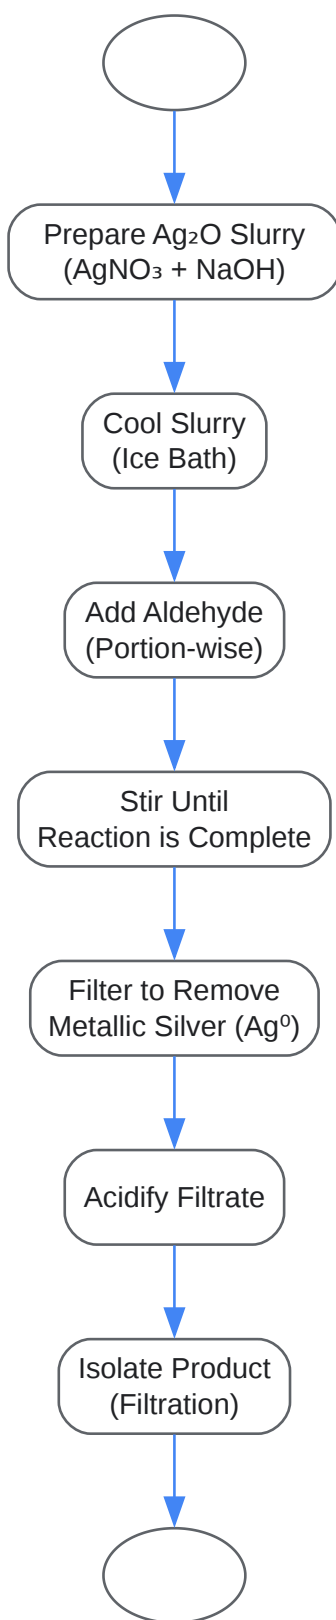 Prepare Ag₂O Slurry
(AgNO₃ + NaOH)
Cool Slurry
(Ice Bath)
Add Aldehyde
(Portion-wise)
Stir Until
Reaction is Complete
Filter to Remove
Metallic Silver (Ag⁰)
Acidify Filtrate
Isolate Product
(Filtration)